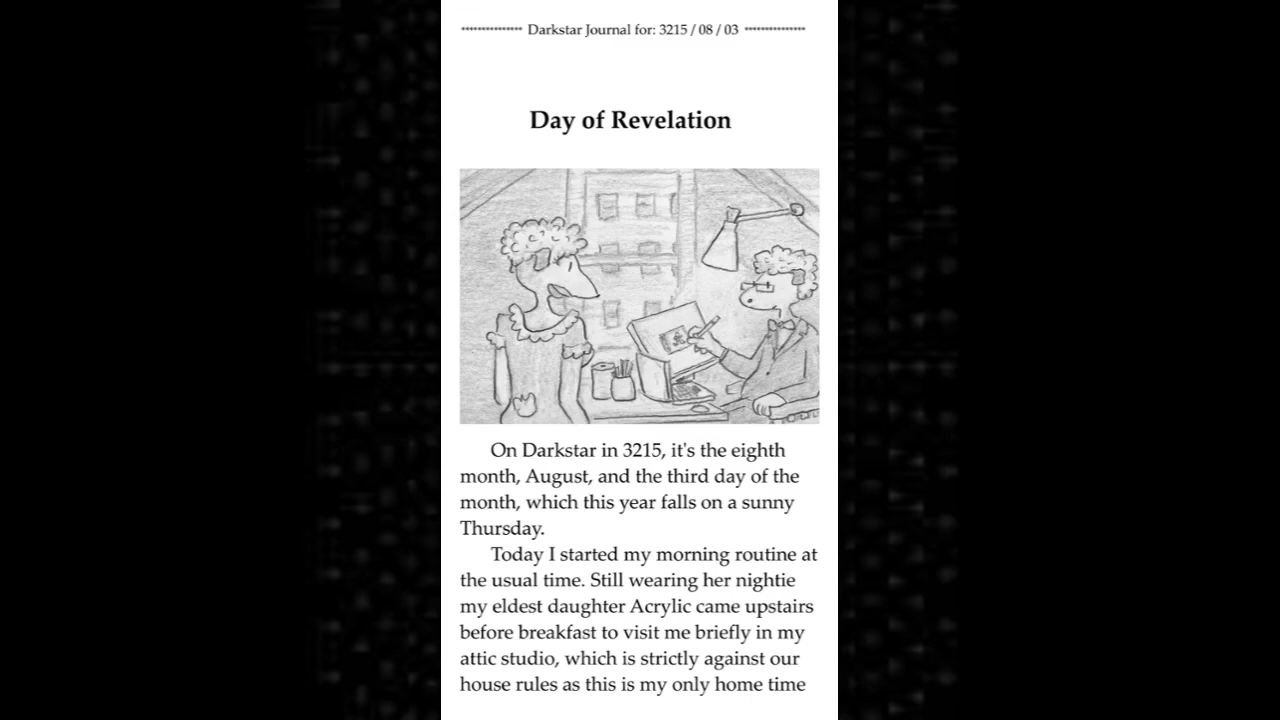 *************** Darkstar Journal for: 3215 / 08 / 03 ***************
Day of Revelation
On Darkstar in 3215, it's the eighth
month, August, and the third day of the
month, which this year falls on a sunny
Thursday.
Today I started my morning routine at
the usual time. Still wearing her nightie
my eldest daughter Acrylic came upstairs
before breakfast to visit me briefly in my
attic studio, which is strictly against our
house rules as this is my only home time